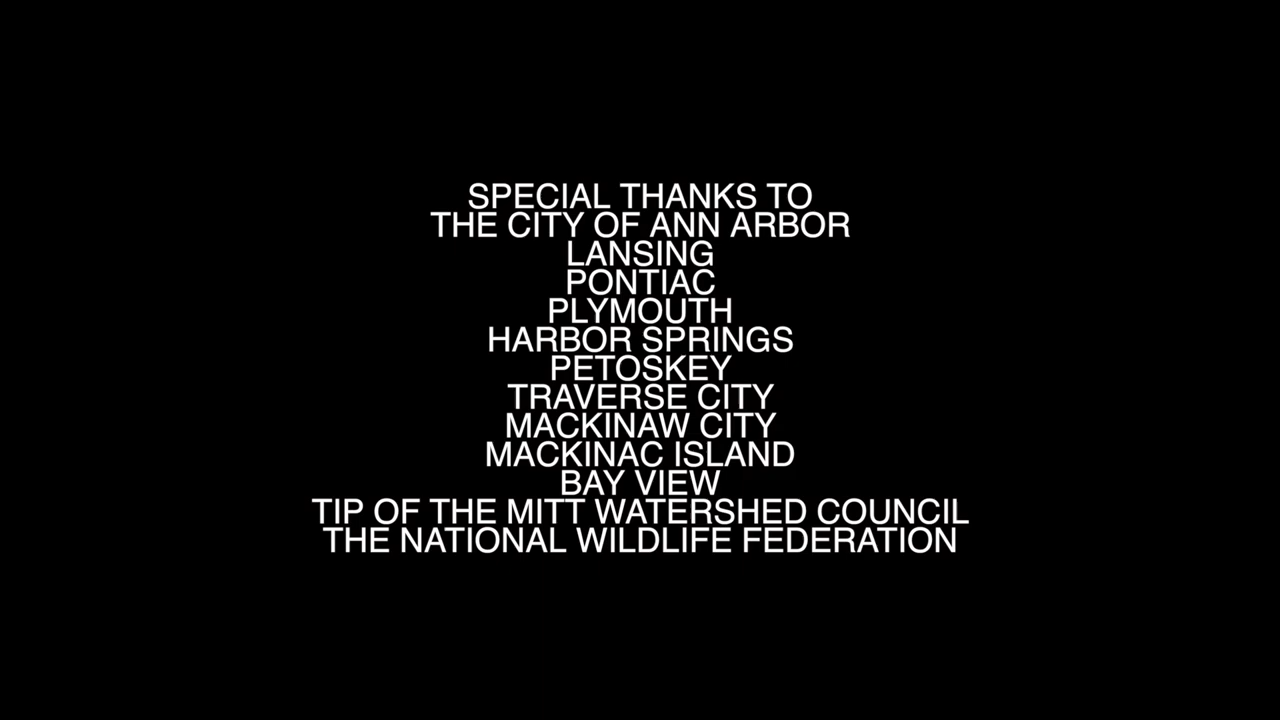 SPECIAL THANKS TO
THE CITY OF ANN ARBOR
LANSING
PONTIAC
PLYMOUTH
HARBOR SPRINGS
PETOSKEY
TRAVERSE CITY
MACKINAW CITY
MACKINAC ISLAND
BAY VIEW
TIP OF THE MITT WATERSHED COUNCIL
THE NATIONAL WILDLIFE FEDERATION